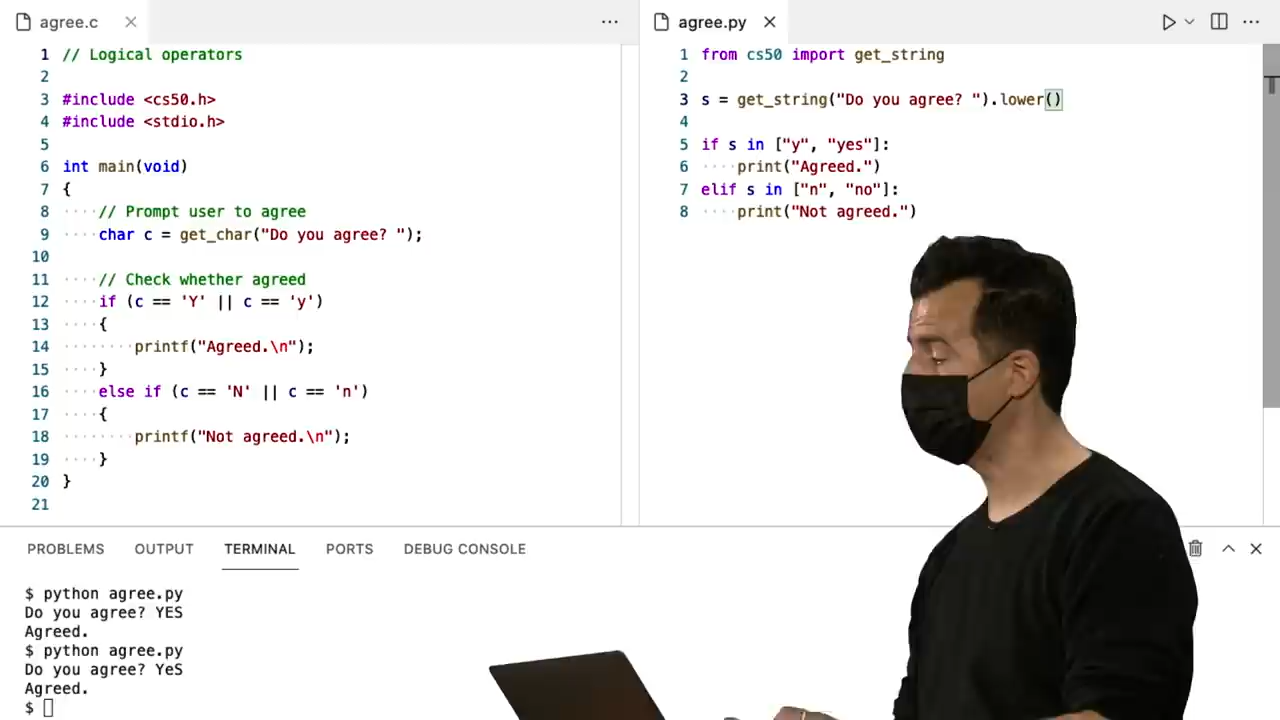 agree.c
agree.py
1 // Logical operators
2
3 #include <cs50.h>
4 #include <stdio.h>
5
6 int main(void)
7 {
8 ····// Prompt user to agree
9 ····char c = get_char("Do you agree? ");
10
11 ····// Check whether agreed
12 ····if (c == 'Y' || c == 'y')
13 ····{
14 ········printf("Agreed.\n");
15 ····}
16 ····else if (c == 'N' || c == 'n')
17 ····{
18 ········printf("Not agreed.\n");
19 ····}
20 }
21
1 from cs50 import get_string
2
3 s = get_string("Do you agree? ").lower()
4
5 if s in ["y", "yes"]:
6 ····print("Agreed.")
7 elif s in ["n", "no"]:
8 ····print("Not agreed.")
PROBLEMS OUTPUT TERMINAL PORTS DEBUG CONSOLE
$ python agree.py
Do you agree? YES
Agreed.
$ python agree.py
Do you agree? YeS
Agreed.
$